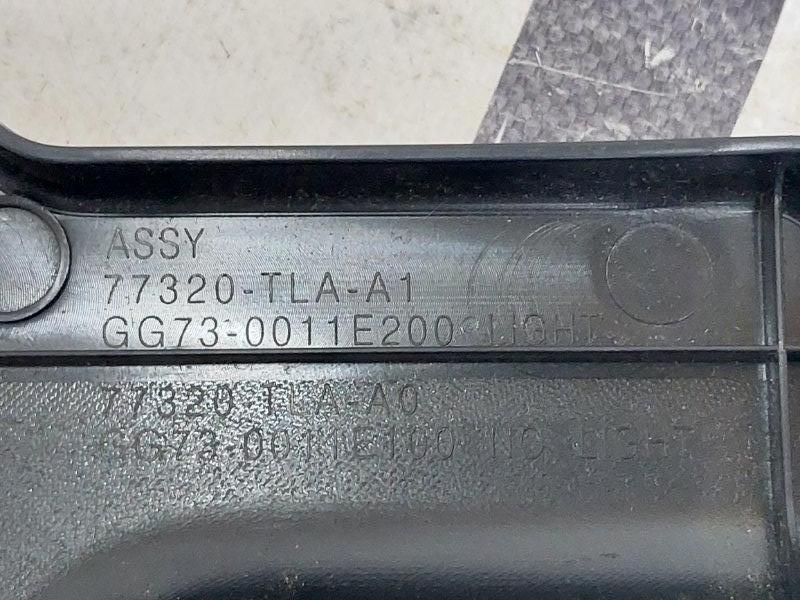 ASSY
77320-TLA-A1
GG73-0011E200 LIGHT
77320 TLA-A0
GG73-0011E100 NO LIGHT